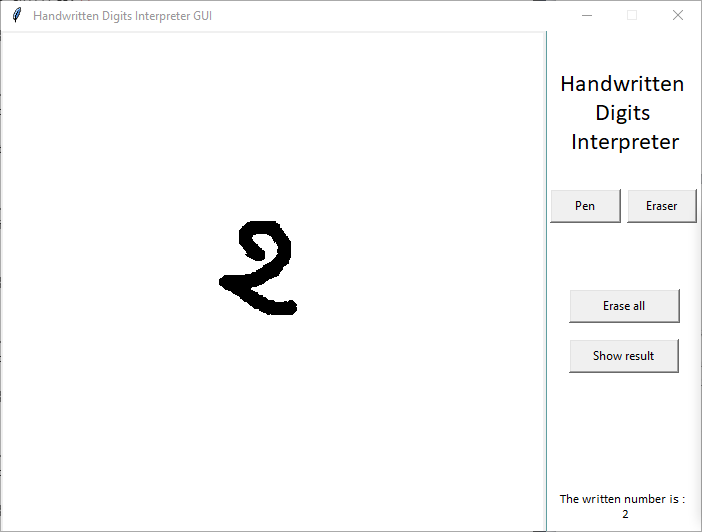 Handwritten Digits Interpreter GUI
Handwritten
Digits
Interpreter
Pen Eraser
2
Erase all
Show result
The written number is :
2